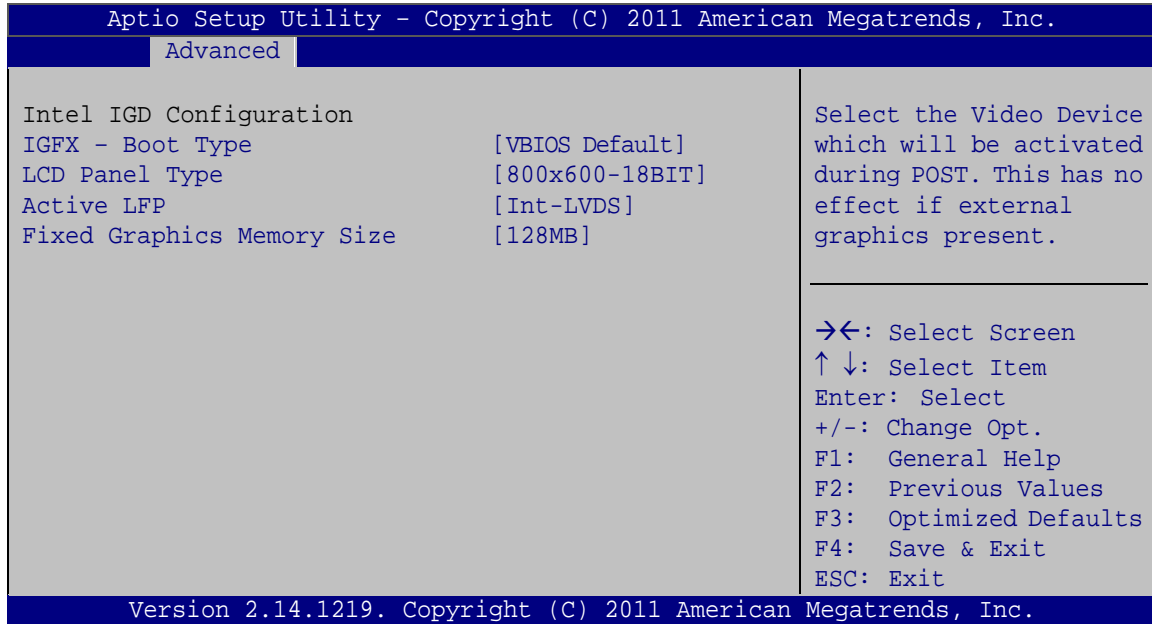 Aptio Setup Utility – Copyright (C) 2011 American Megatrends, Inc.
Advanced
Intel IGD Configuration
IGFX – Boot Type [VBIOS Default]
LCD Panel Type [800x600-18BIT]
Active LFP [Int-LVDS]
Fixed Graphics Memory Size [128MB]
Select the Video Device
which will be activated
during POST. This has no
effect if external
graphics present.
→←: Select Screen
↑ ↓: Select Item
Enter: Select
+/-: Change Opt.
F1: General Help
F2: Previous Values
F3: Optimized Defaults
F4: Save & Exit
ESC: Exit
Version 2.14.1219. Copyright (C) 2011 American Megatrends, Inc.